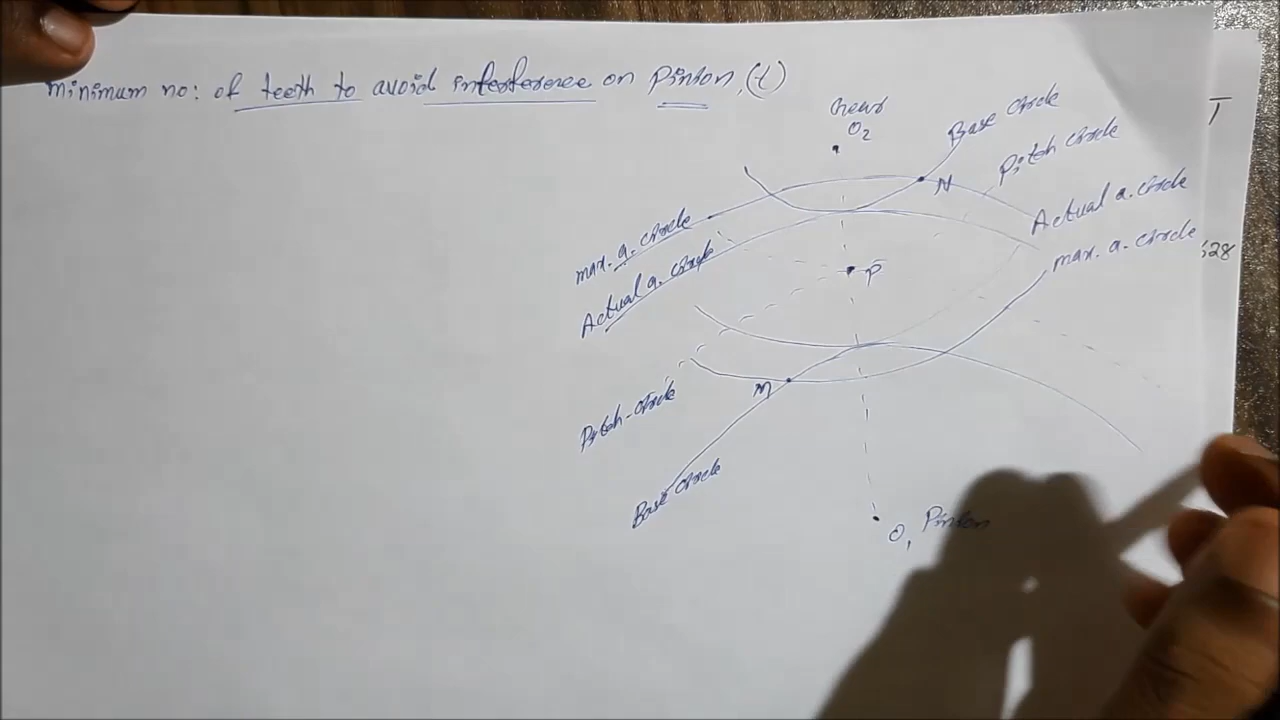 minimum no: of teeth to avoid interference on pinion, (t)
Gear
O2
Base Circle
Pitch Circle
T
N
Actual a. Circle
max. a. Circle
max. a. Circle
Actual a. Circle
P
:28
M
Pitch-Circle
Base Circle
O1 Pinion